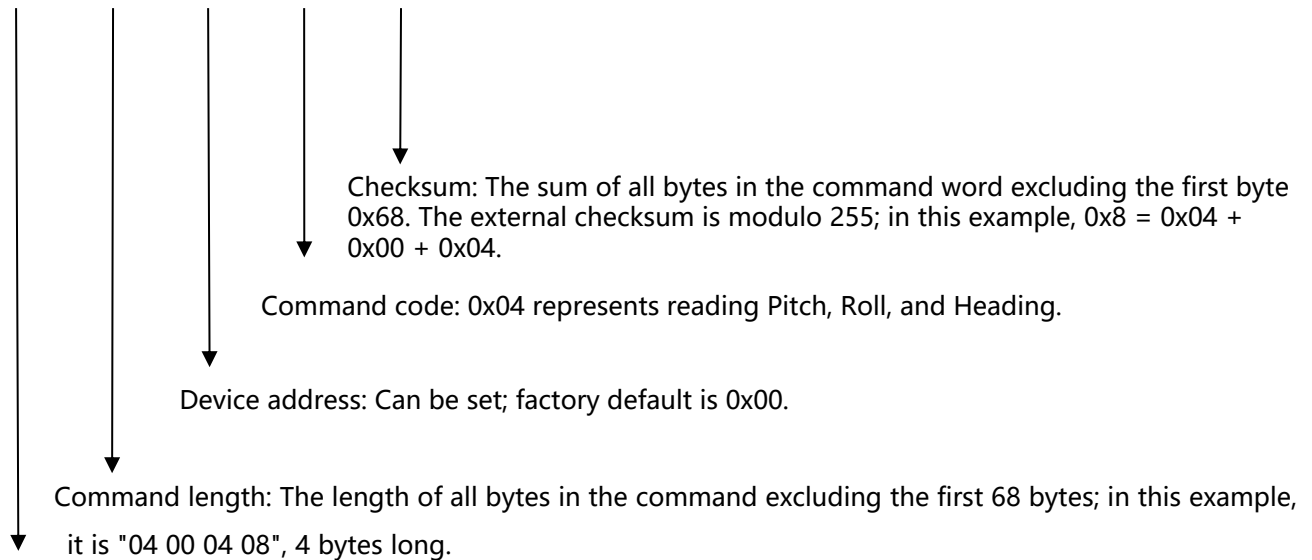 Checksum: The sum of all bytes in the command word excluding the first byte
0x68. The external checksum is modulo 255; in this example, 0x8 = 0x04 +
0x00 + 0x04.
Command code: 0x04 represents reading Pitch, Roll, and Heading.
Device address: Can be set; factory default is 0x00.
Command length: The length of all bytes in the command excluding the first 68 bytes; in this example,
it is "04 00 04 08", 4 bytes long.